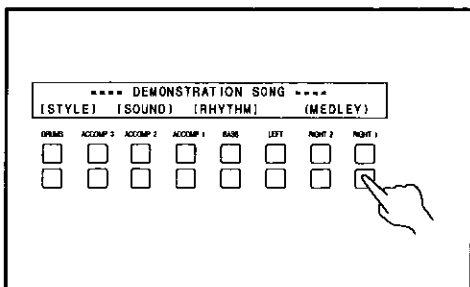 ---- DEMONSTRATION SONG ----
[STYLE] [SOUND] [RHYTHM] (MEDLEY)
DRUMS ACCOMP 3 ACCOMP 2 ACCOMP 1 BASS LEFT RIGHT 2 RIGHT 1